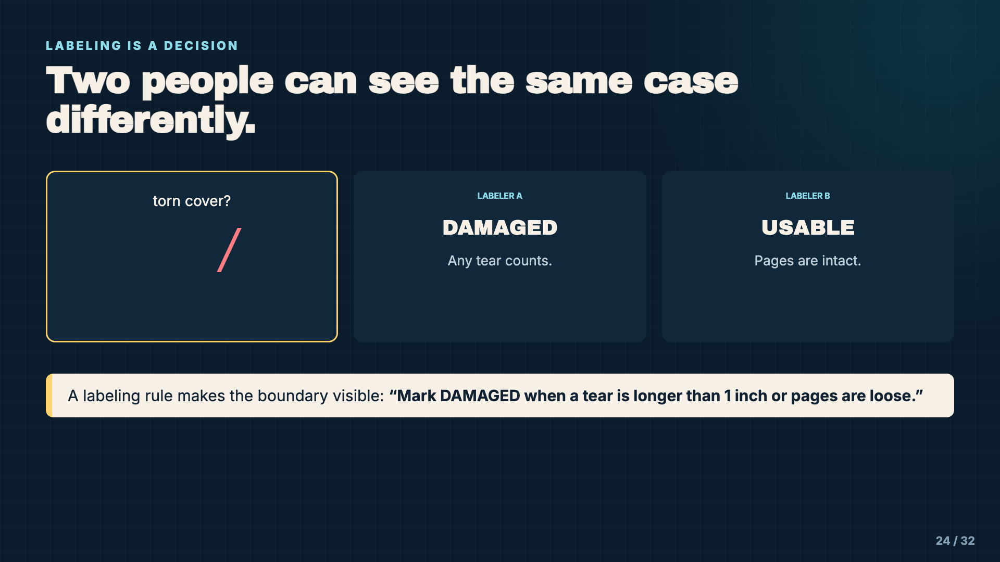 LABELING IS A DECISION
Two people can see the same case
differently.
torn cover?
LABELER A
DAMAGED
Any tear counts.
LABELER B
USABLE
Pages are intact.
A labeling rule makes the boundary visible: “Mark DAMAGED when a tear is longer than 1 inch or pages are loose.”
24 / 32